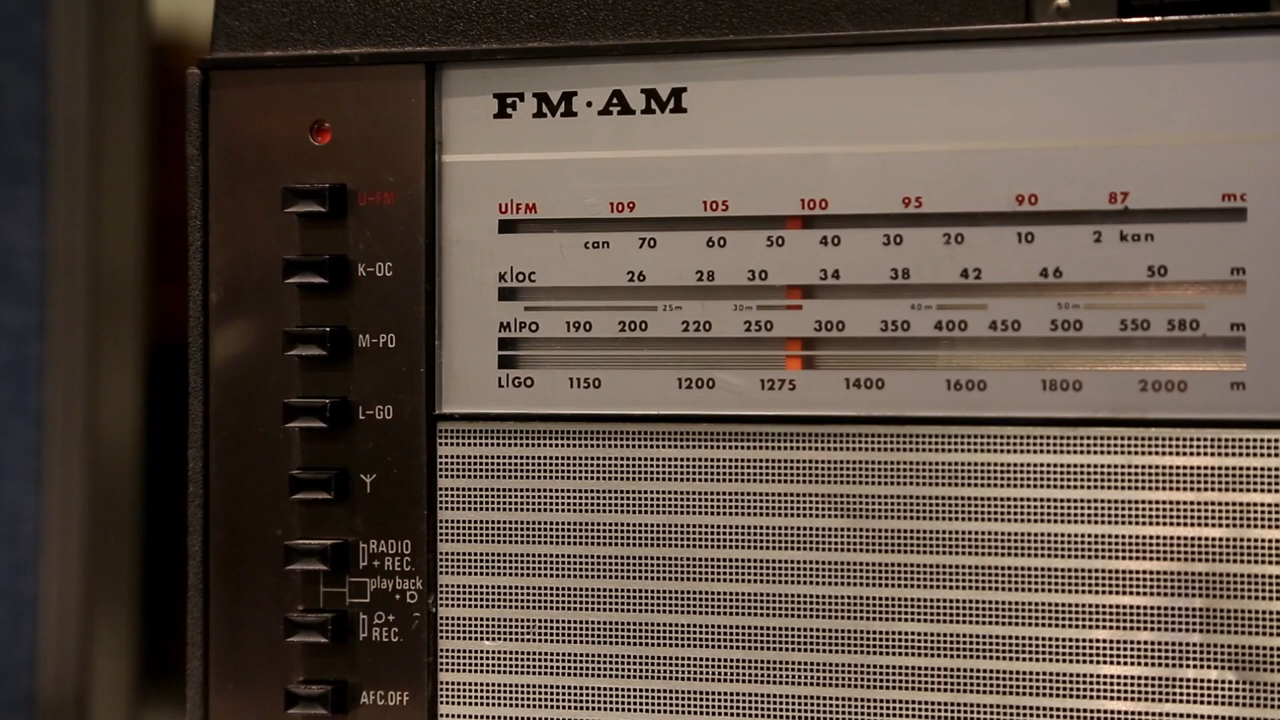 FM·AM
U|FM 109 105 100 95 90 87 mc
can 70 60 50 40 30 20 10 2 kan
K|OC 26 28 30 34 38 42 46 50 m
25m 30m 40m 50m
M|PO 190 200 220 250 300 350 400 450 500 550 580 m
L|GO 1150 1200 1275 1400 1600 1800 2000 m
U-FM
K-OC
M-PO
L-GO
RADIO
+ REC.
play back
+
+
REC.
AFC.OFF